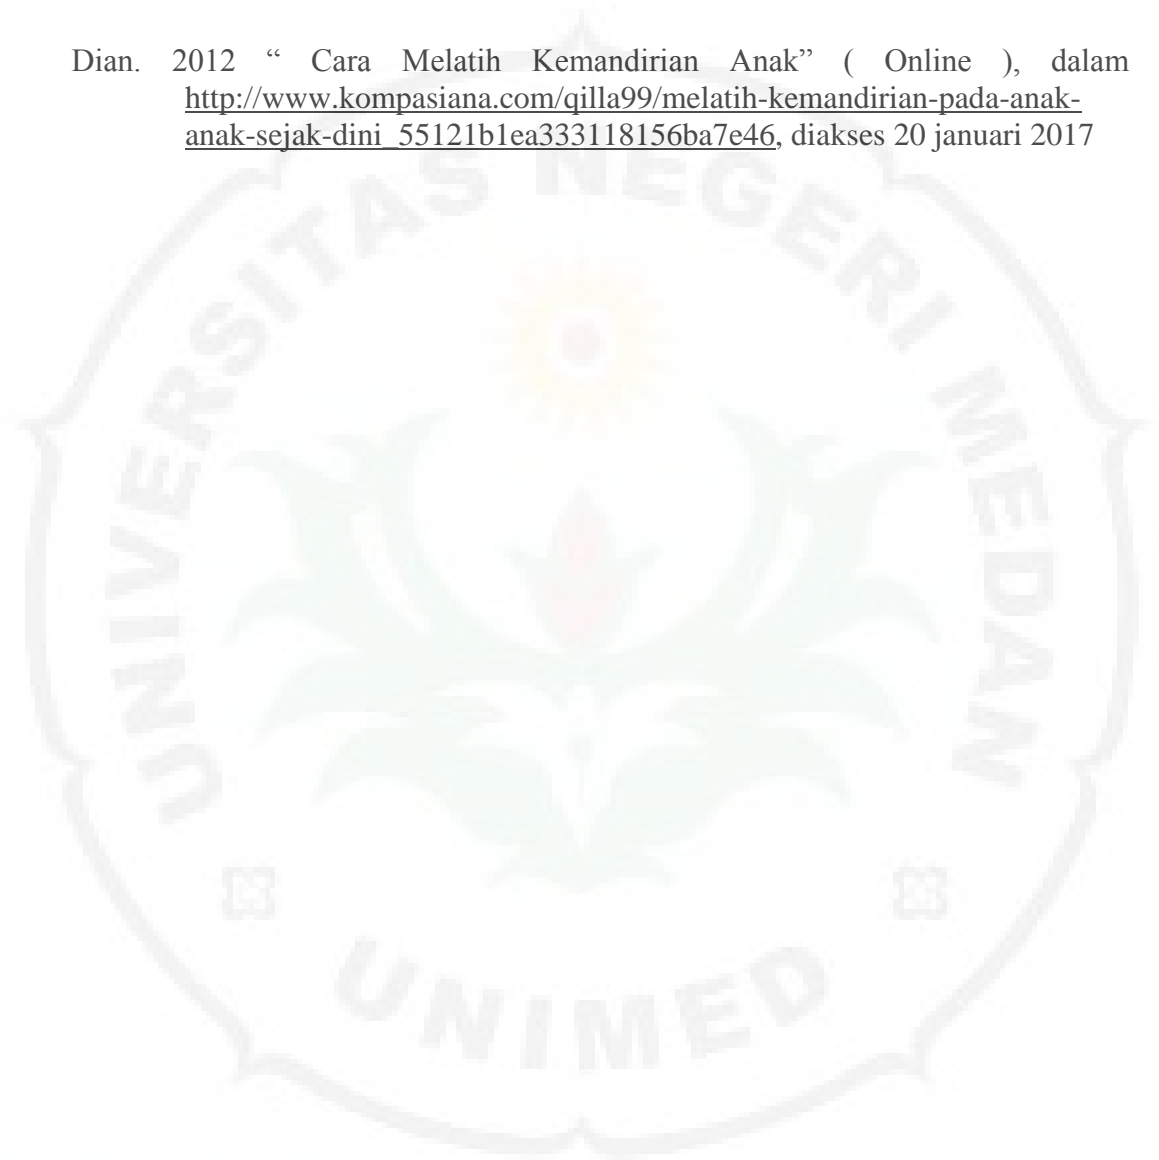 Dian. 2012 “ Cara Melatih Kemandirian Anak” ( Online ), dalam
http://www.kompasiana.com/qilla99/melatih-kemandirian-pada-anak-
anak-sejak-dini_55121b1ea333118156ba7e46, diakses 20 januari 2017
UNIVERSITAS NEGERI MEDAN
UNIMED